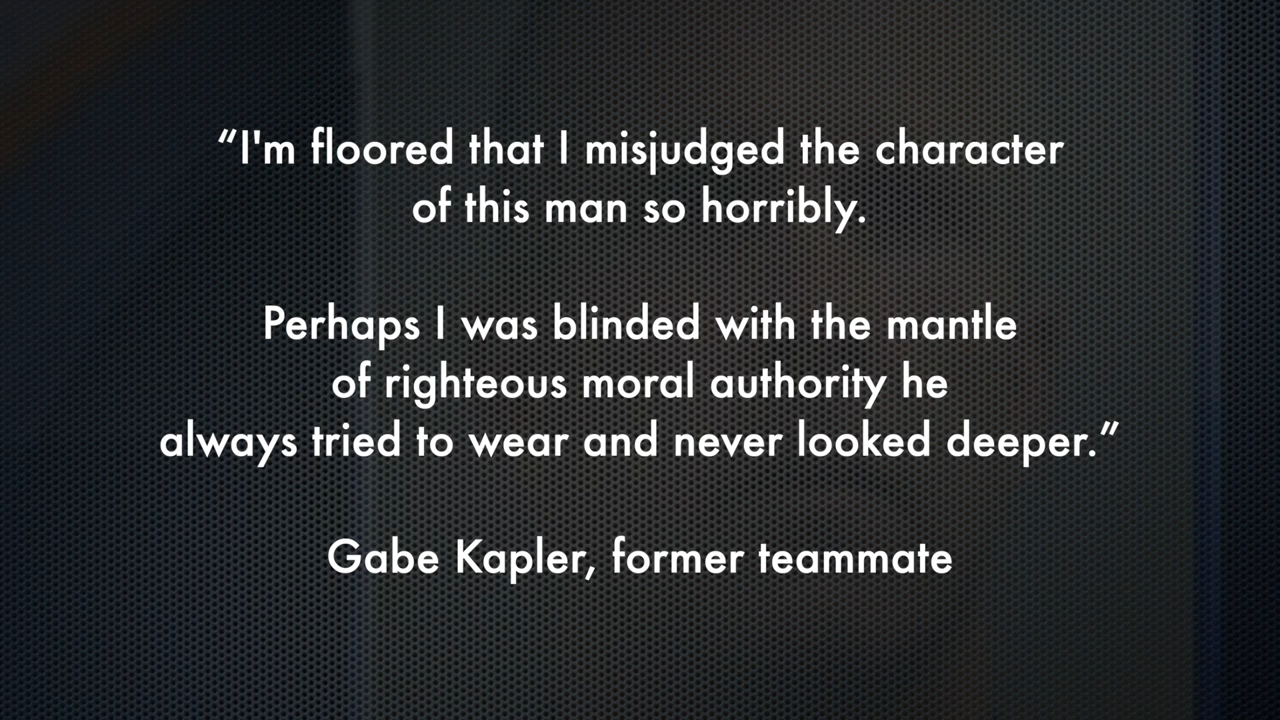 “I'm floored that I misjudged the character
of this man so horribly.
Perhaps I was blinded with the mantle
of righteous moral authority he
always tried to wear and never looked deeper.”
Gabe Kapler, former teammate